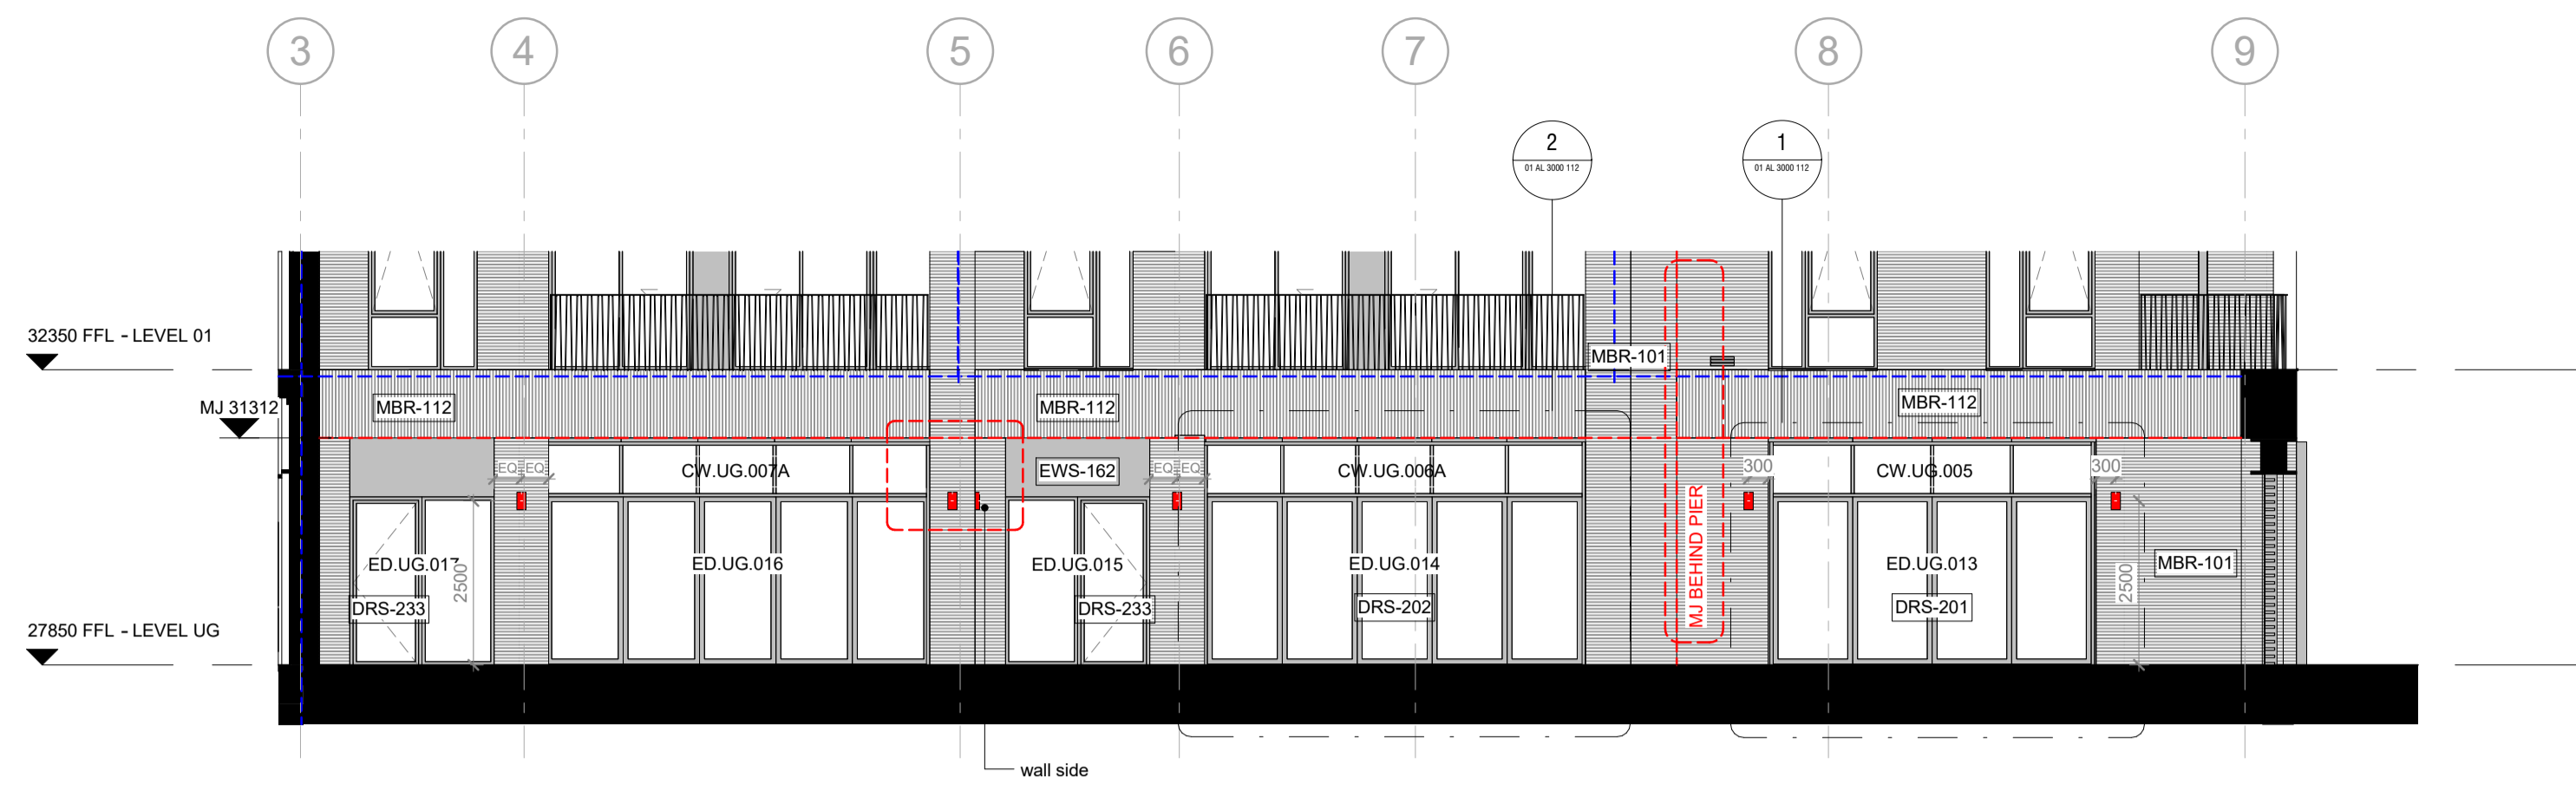 3
4
5
6
7
8
9
2
01 AL 3000 112
1
01 AL 3000 112
32350 FFL - LEVEL 01
MBR-101
MJ 31312
MBR-112
MBR-112
MBR-112
EQ EQ
CW.UG.007A
EWS-162
EQ EQ
CW.UG.006A
300
CW.UG.005
300
ED.UG.017
2500
ED.UG.016
ED.UG.015
ED.UG.014
MJ BEHIND PIER
ED.UG.013
2500
MBR-101
DRS-233
DRS-233
DRS-202
DRS-201
27850 FFL - LEVEL UG
wall side